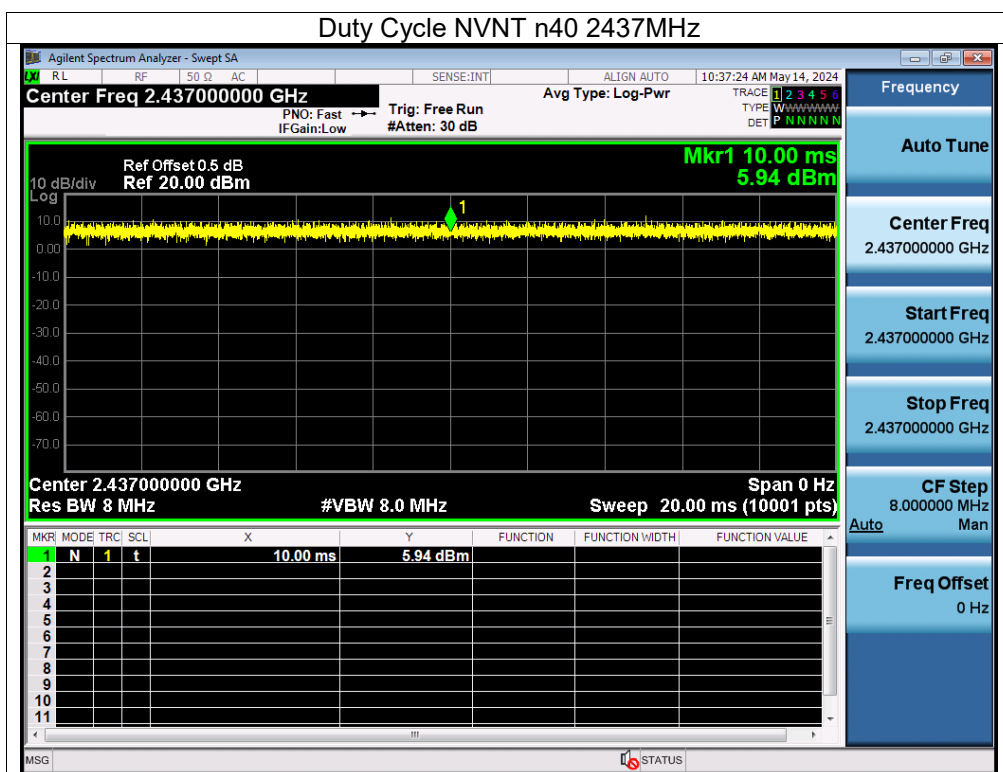 Duty Cycle NVNT n40 2437MHz
Agilent Spectrum Analyzer - Swept SA
LXI RL RF 50 Ω AC SENSE:INT ALIGN AUTO 10:37:24 AM May 14, 2024
Center Freq 2.437000000 GHz Avg Type: Log-Pwr TRACE 1 2 3 4 5 6
PNO: Fast Trig: Free Run TYPE WWWWWW
IFGain:Low #Atten: 30 dB DET P N N N N N
Mkr1 10.00 ms
5.94 dBm
Ref Offset 0.5 dB
10 dB/div Ref 20.00 dBm
Log
1
10.0
0.00
-10.0
-20.0
-30.0
-40.0
-50.0
-60.0
-70.0
Center 2.437000000 GHz Span 0 Hz
Res BW 8 MHz #VBW 8.0 MHz Sweep 20.00 ms (10001 pts)
MKR MODE TRC SCL X Y FUNCTION FUNCTION WIDTH FUNCTION VALUE
1 N 1 t 10.00 ms 5.94 dBm
2
3
4
5
6
7
8
9
10
11
MSG STATUS
Frequency
Auto Tune
Center Freq
2.437000000 GHz
Start Freq
2.437000000 GHz
Stop Freq
2.437000000 GHz
CF Step
8.000000 MHz
Auto Man
Freq Offset
0 Hz